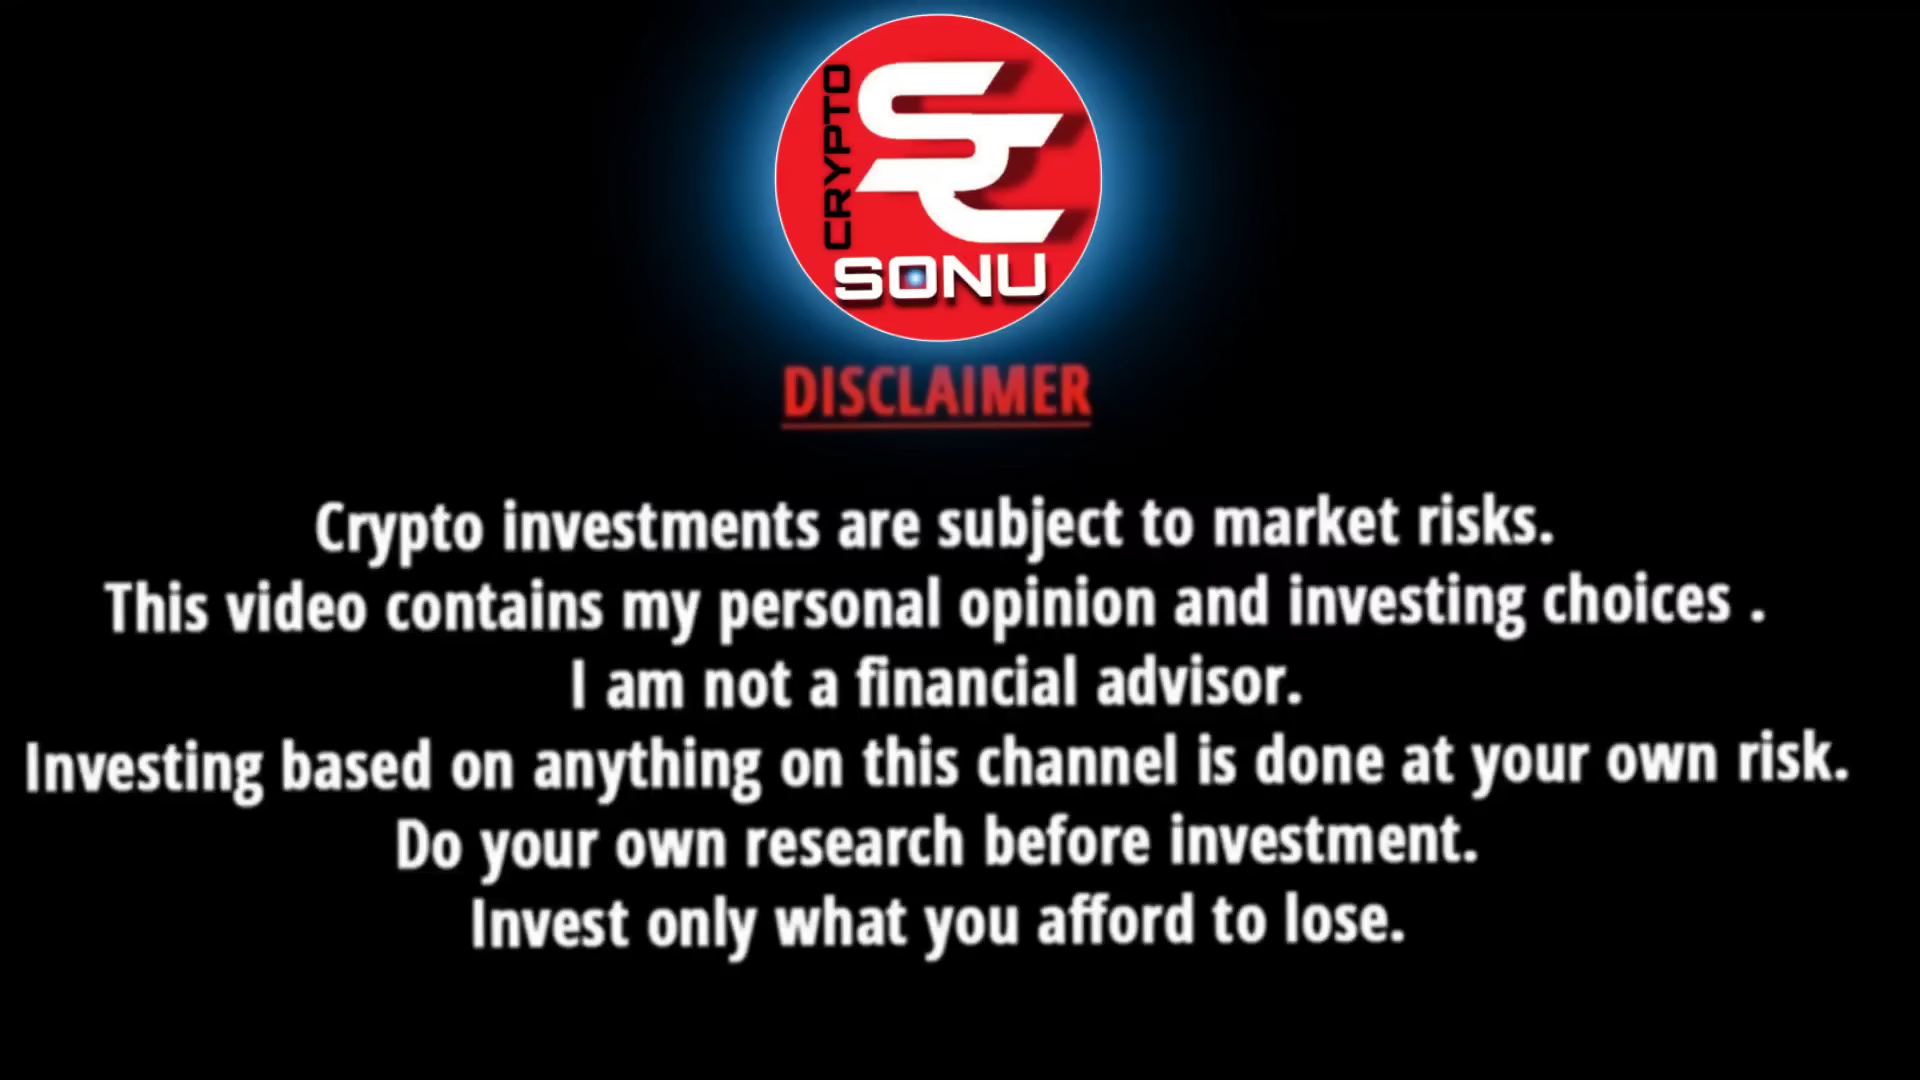 CRYPTO
SC
SONU
DISCLAIMER
Crypto investments are subject to market risks.
This video contains my personal opinion and investing choices .
I am not a financial advisor.
Investing based on anything on this channel is done at your own risk.
Do your own research before investment.
Invest only what you afford to lose.